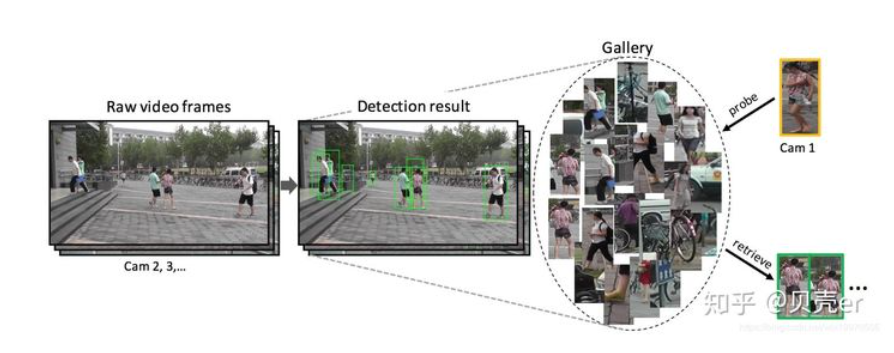 Gallery
Raw video frames
Detection result
probe
Cam 1
Cam 2, 3,...
retrieve
...
知乎 @贝壳er